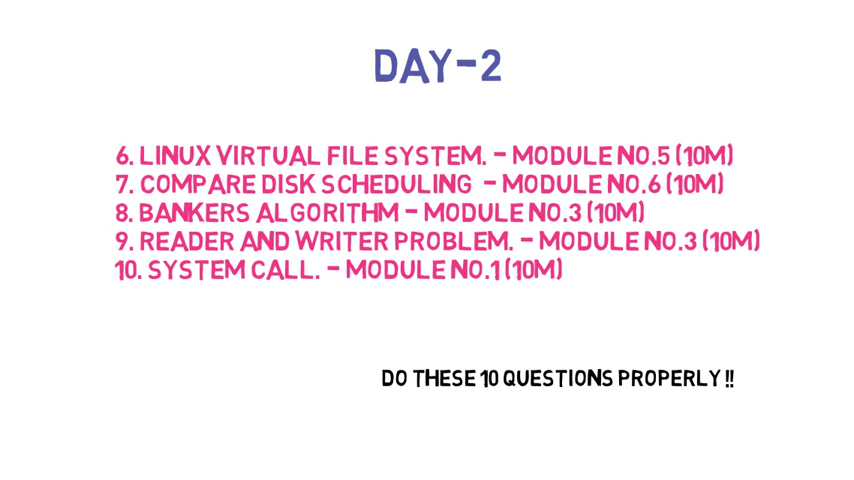 DAY-2
6. LINUX VIRTUAL FILE SYSTEM. - MODULE NO.5 (10M)
7. COMPARE DISK SCHEDULING - MODULE NO.6 (10M)
8. BANKERS ALGORITHM - MODULE NO.3 (10M)
9. READER AND WRITER PROBLEM. - MODULE NO.3 (10M)
10. SYSTEM CALL. - MODULE NO.1 (10M)
DO THESE 10 QUESTIONS PROPERLY !!